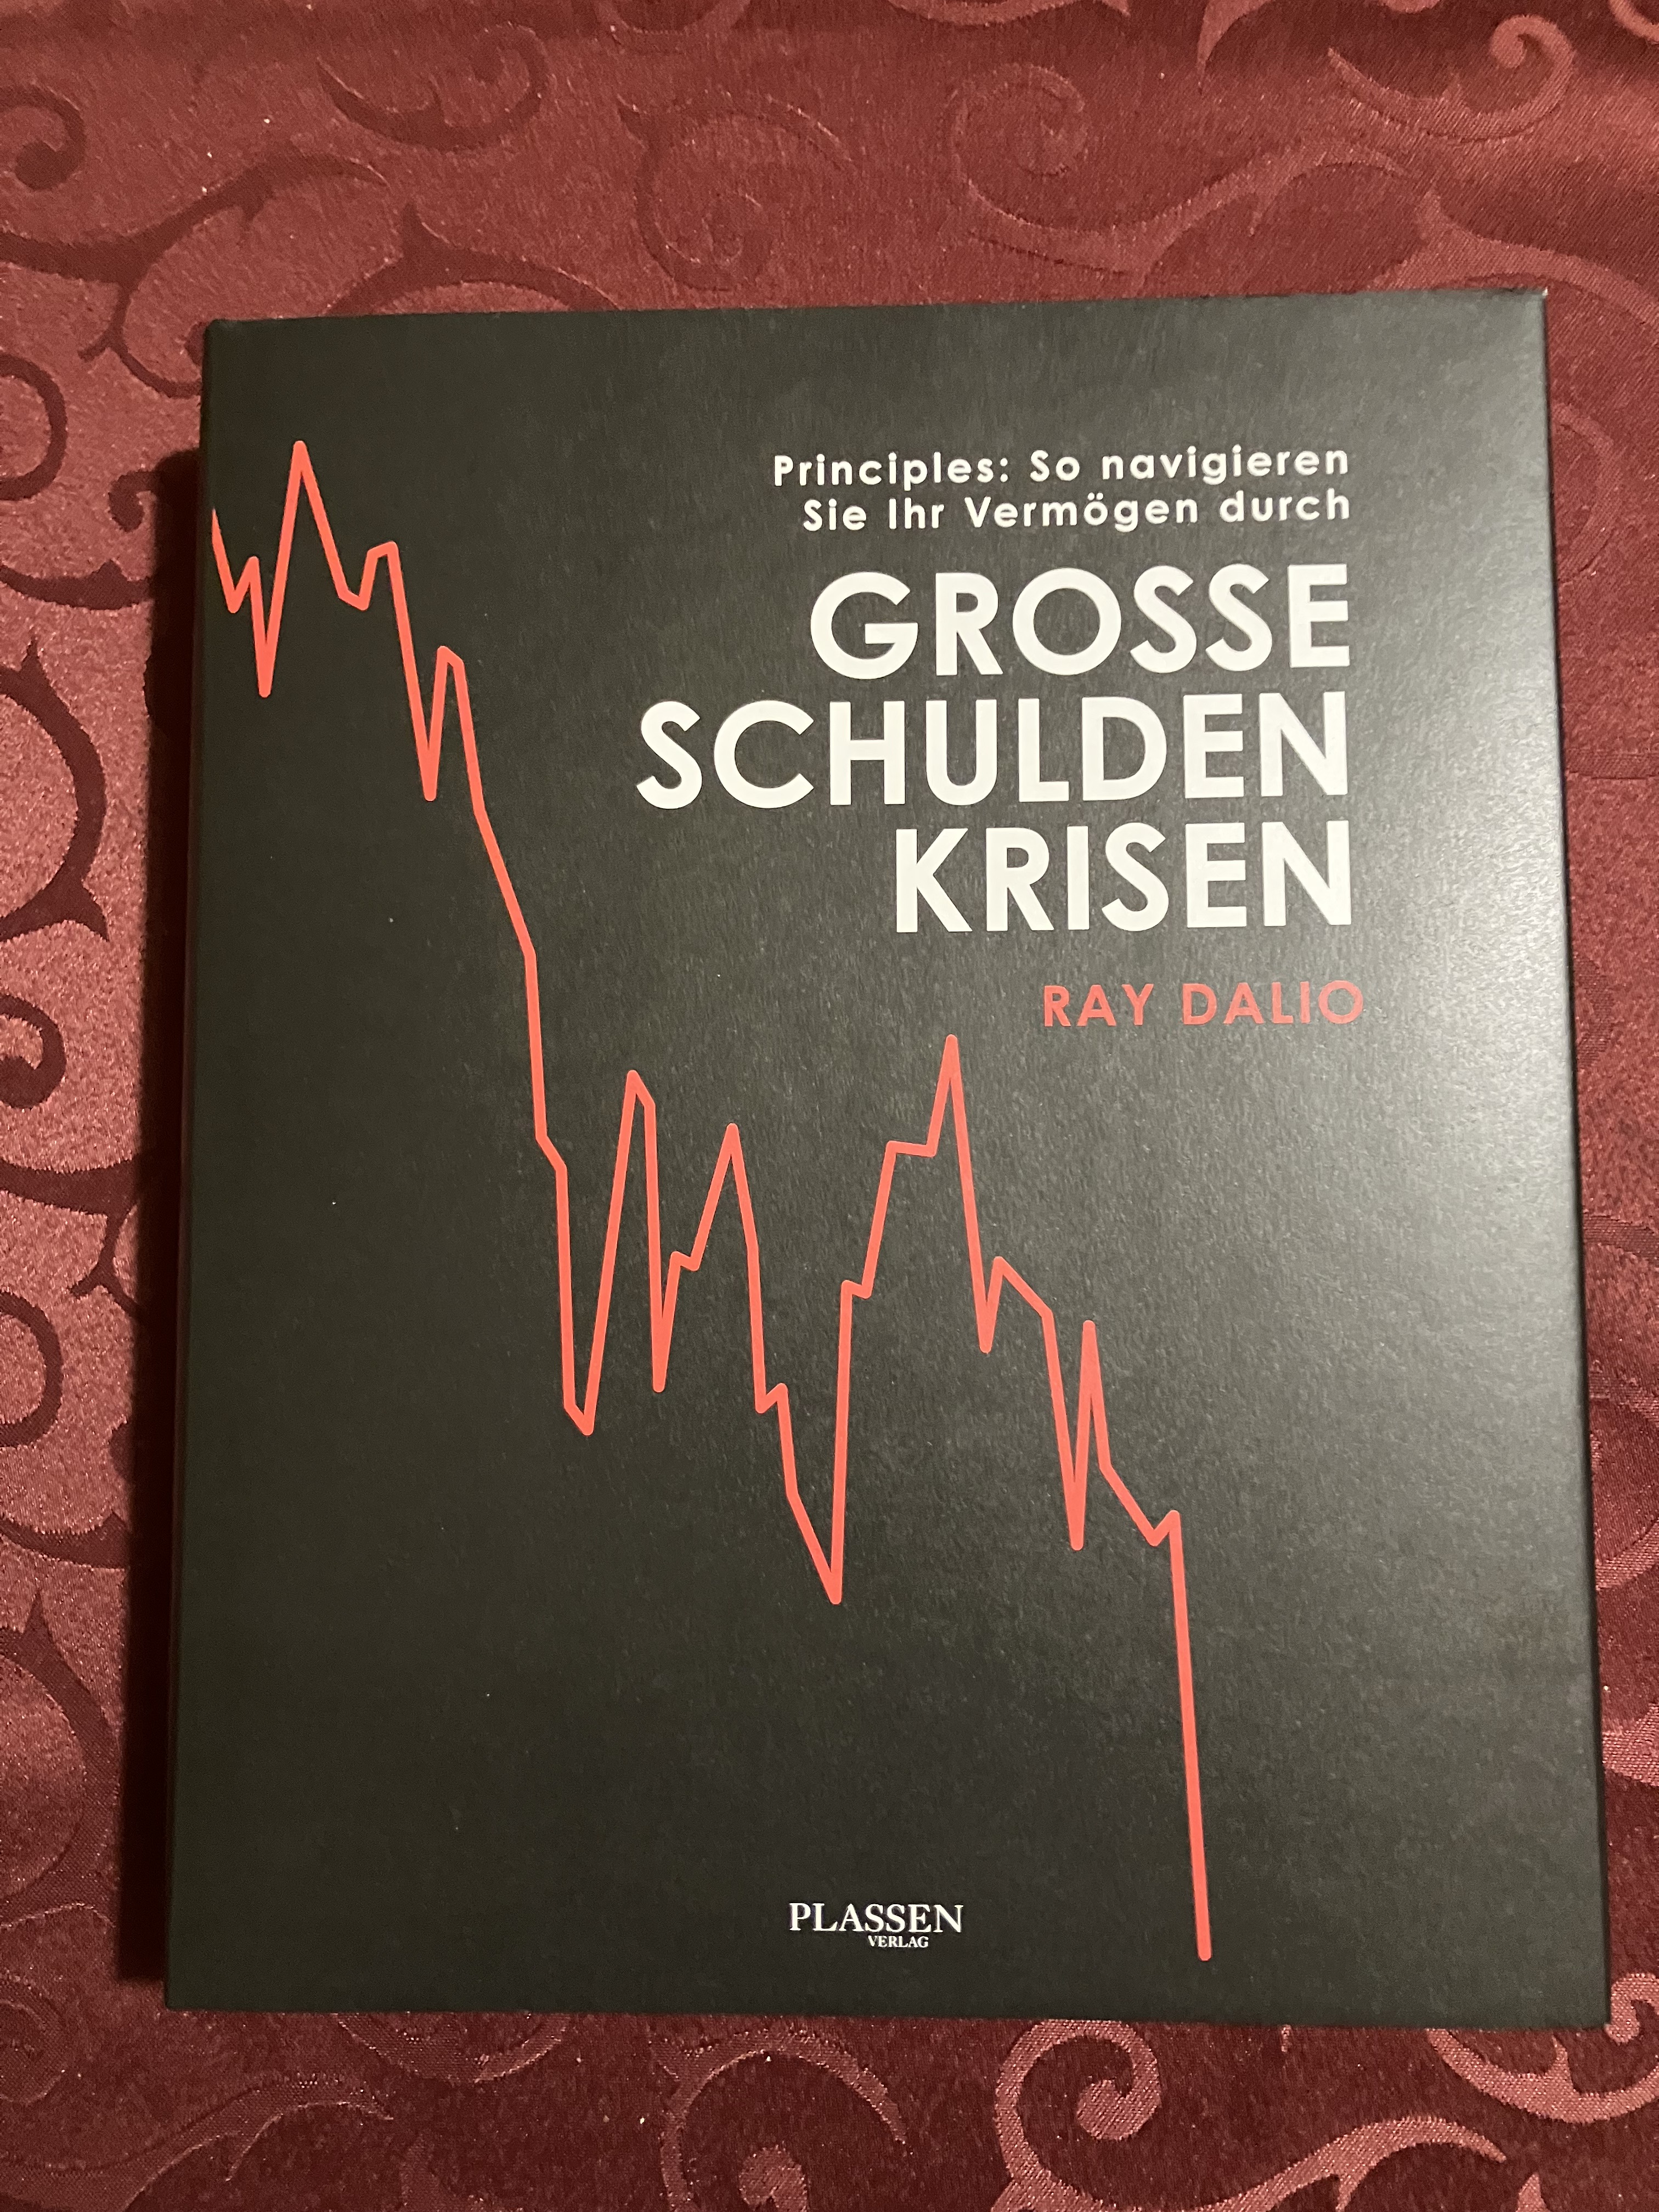 Principles: So navigieren
Sie Ihr Vermögen durch
GROSSE
SCHULDEN
KRISEN
RAY DALIO
PLASSEN
VERLAG